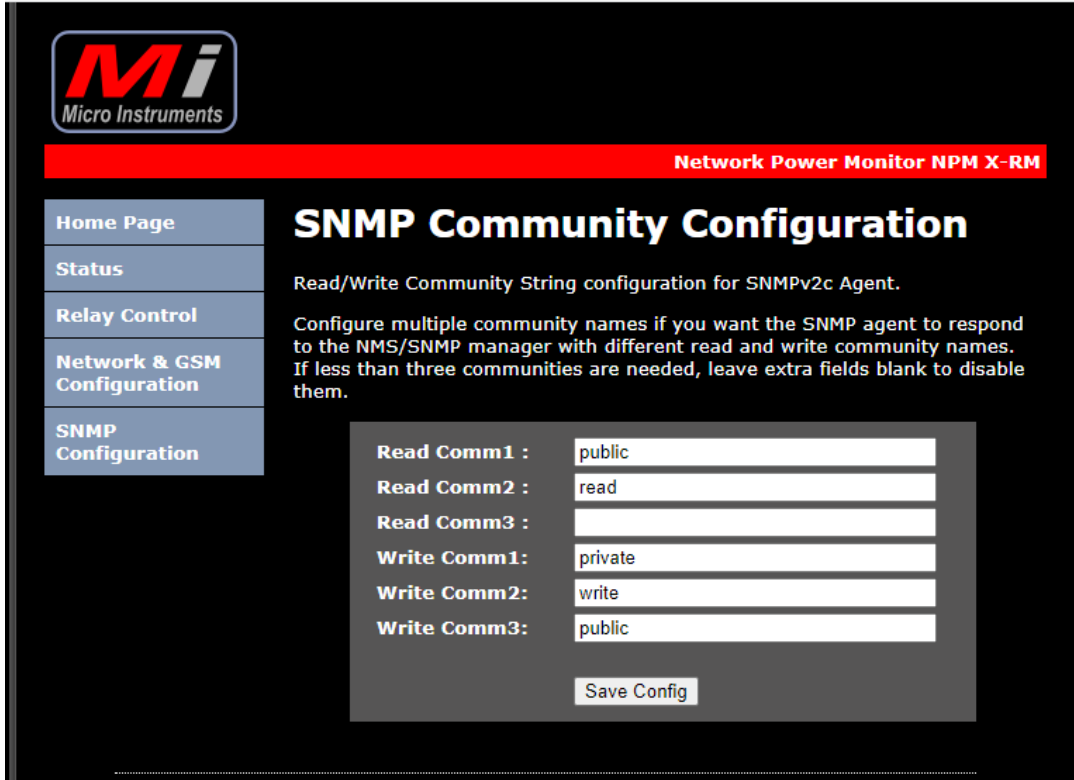 Mi
Micro Instruments
Network Power Monitor NPM X-RM
Home Page
Status
Relay Control
Network & GSM
Configuration
SNMP
Configuration
SNMP Community Configuration
Read/Write Community String configuration for SNMPv2c Agent.
Configure multiple community names if you want the SNMP agent to respond
to the NMS/SNMP manager with different read and write community names.
If less than three communities are needed, leave extra fields blank to disable
them.
Read Comm1 : public
Read Comm2 : read
Read Comm3 :
Write Comm1: private
Write Comm2: write
Write Comm3: public
Save Config